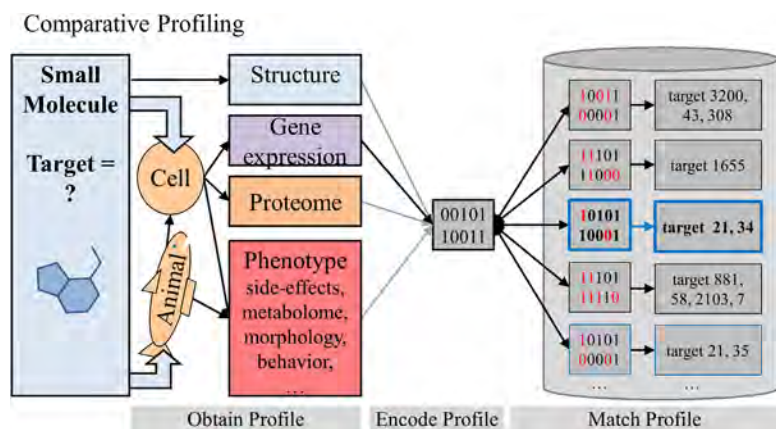 Comparative Profiling
Small
Molecule
Target =
?
Cell
Animal
Structure
Gene
expression
Proteome
Phenotype
side-effects,
metabolome,
morphology,
behavior,
...
00101
10011
10011
00001
target 3200,
43, 308
11101
11000
target 1655
10101
10001
target 21, 34
11101
11110
target 881,
58, 2103, 7
10101
00001
target 21, 35
...
...
Obtain Profile
Encode Profile
Match Profile